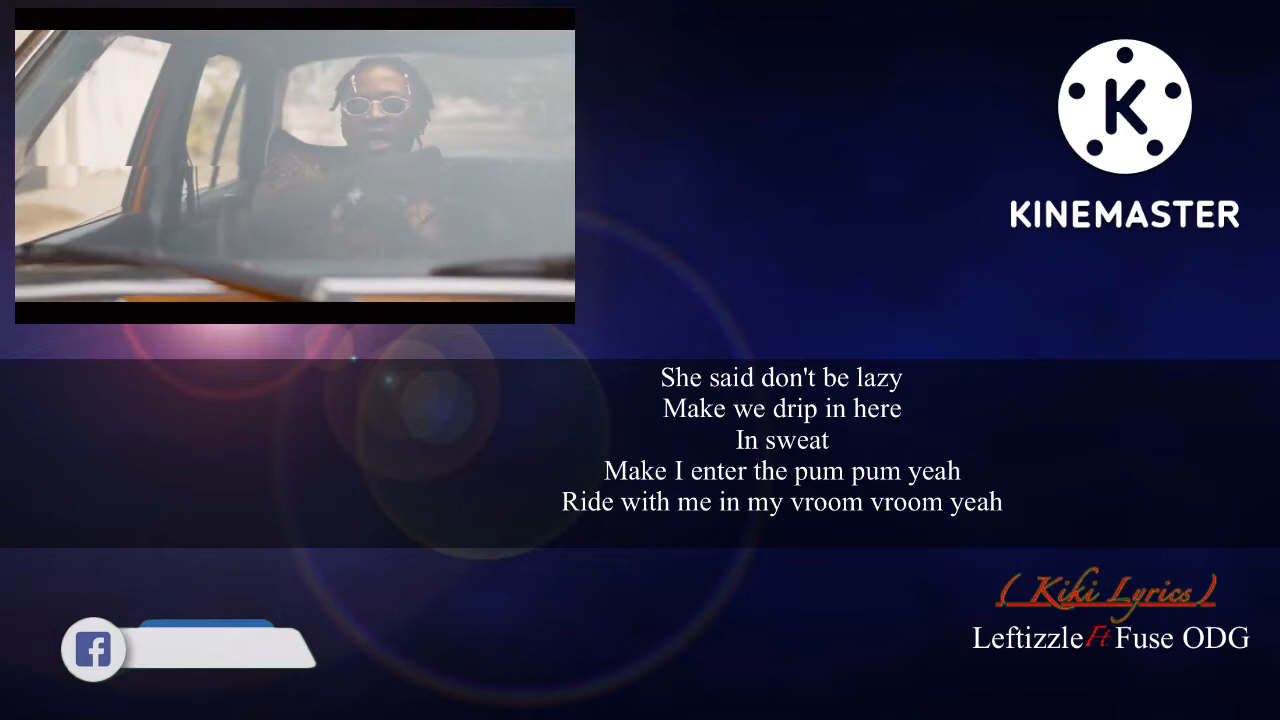 K
KINEMASTER
She said don't be lazy
Make we drip in here
In sweat
Make I enter the pum pum yeah
Ride with me in my vroom vroom yeah
( Kiki Lyrics )
Leftizzle Ft Fuse ODG